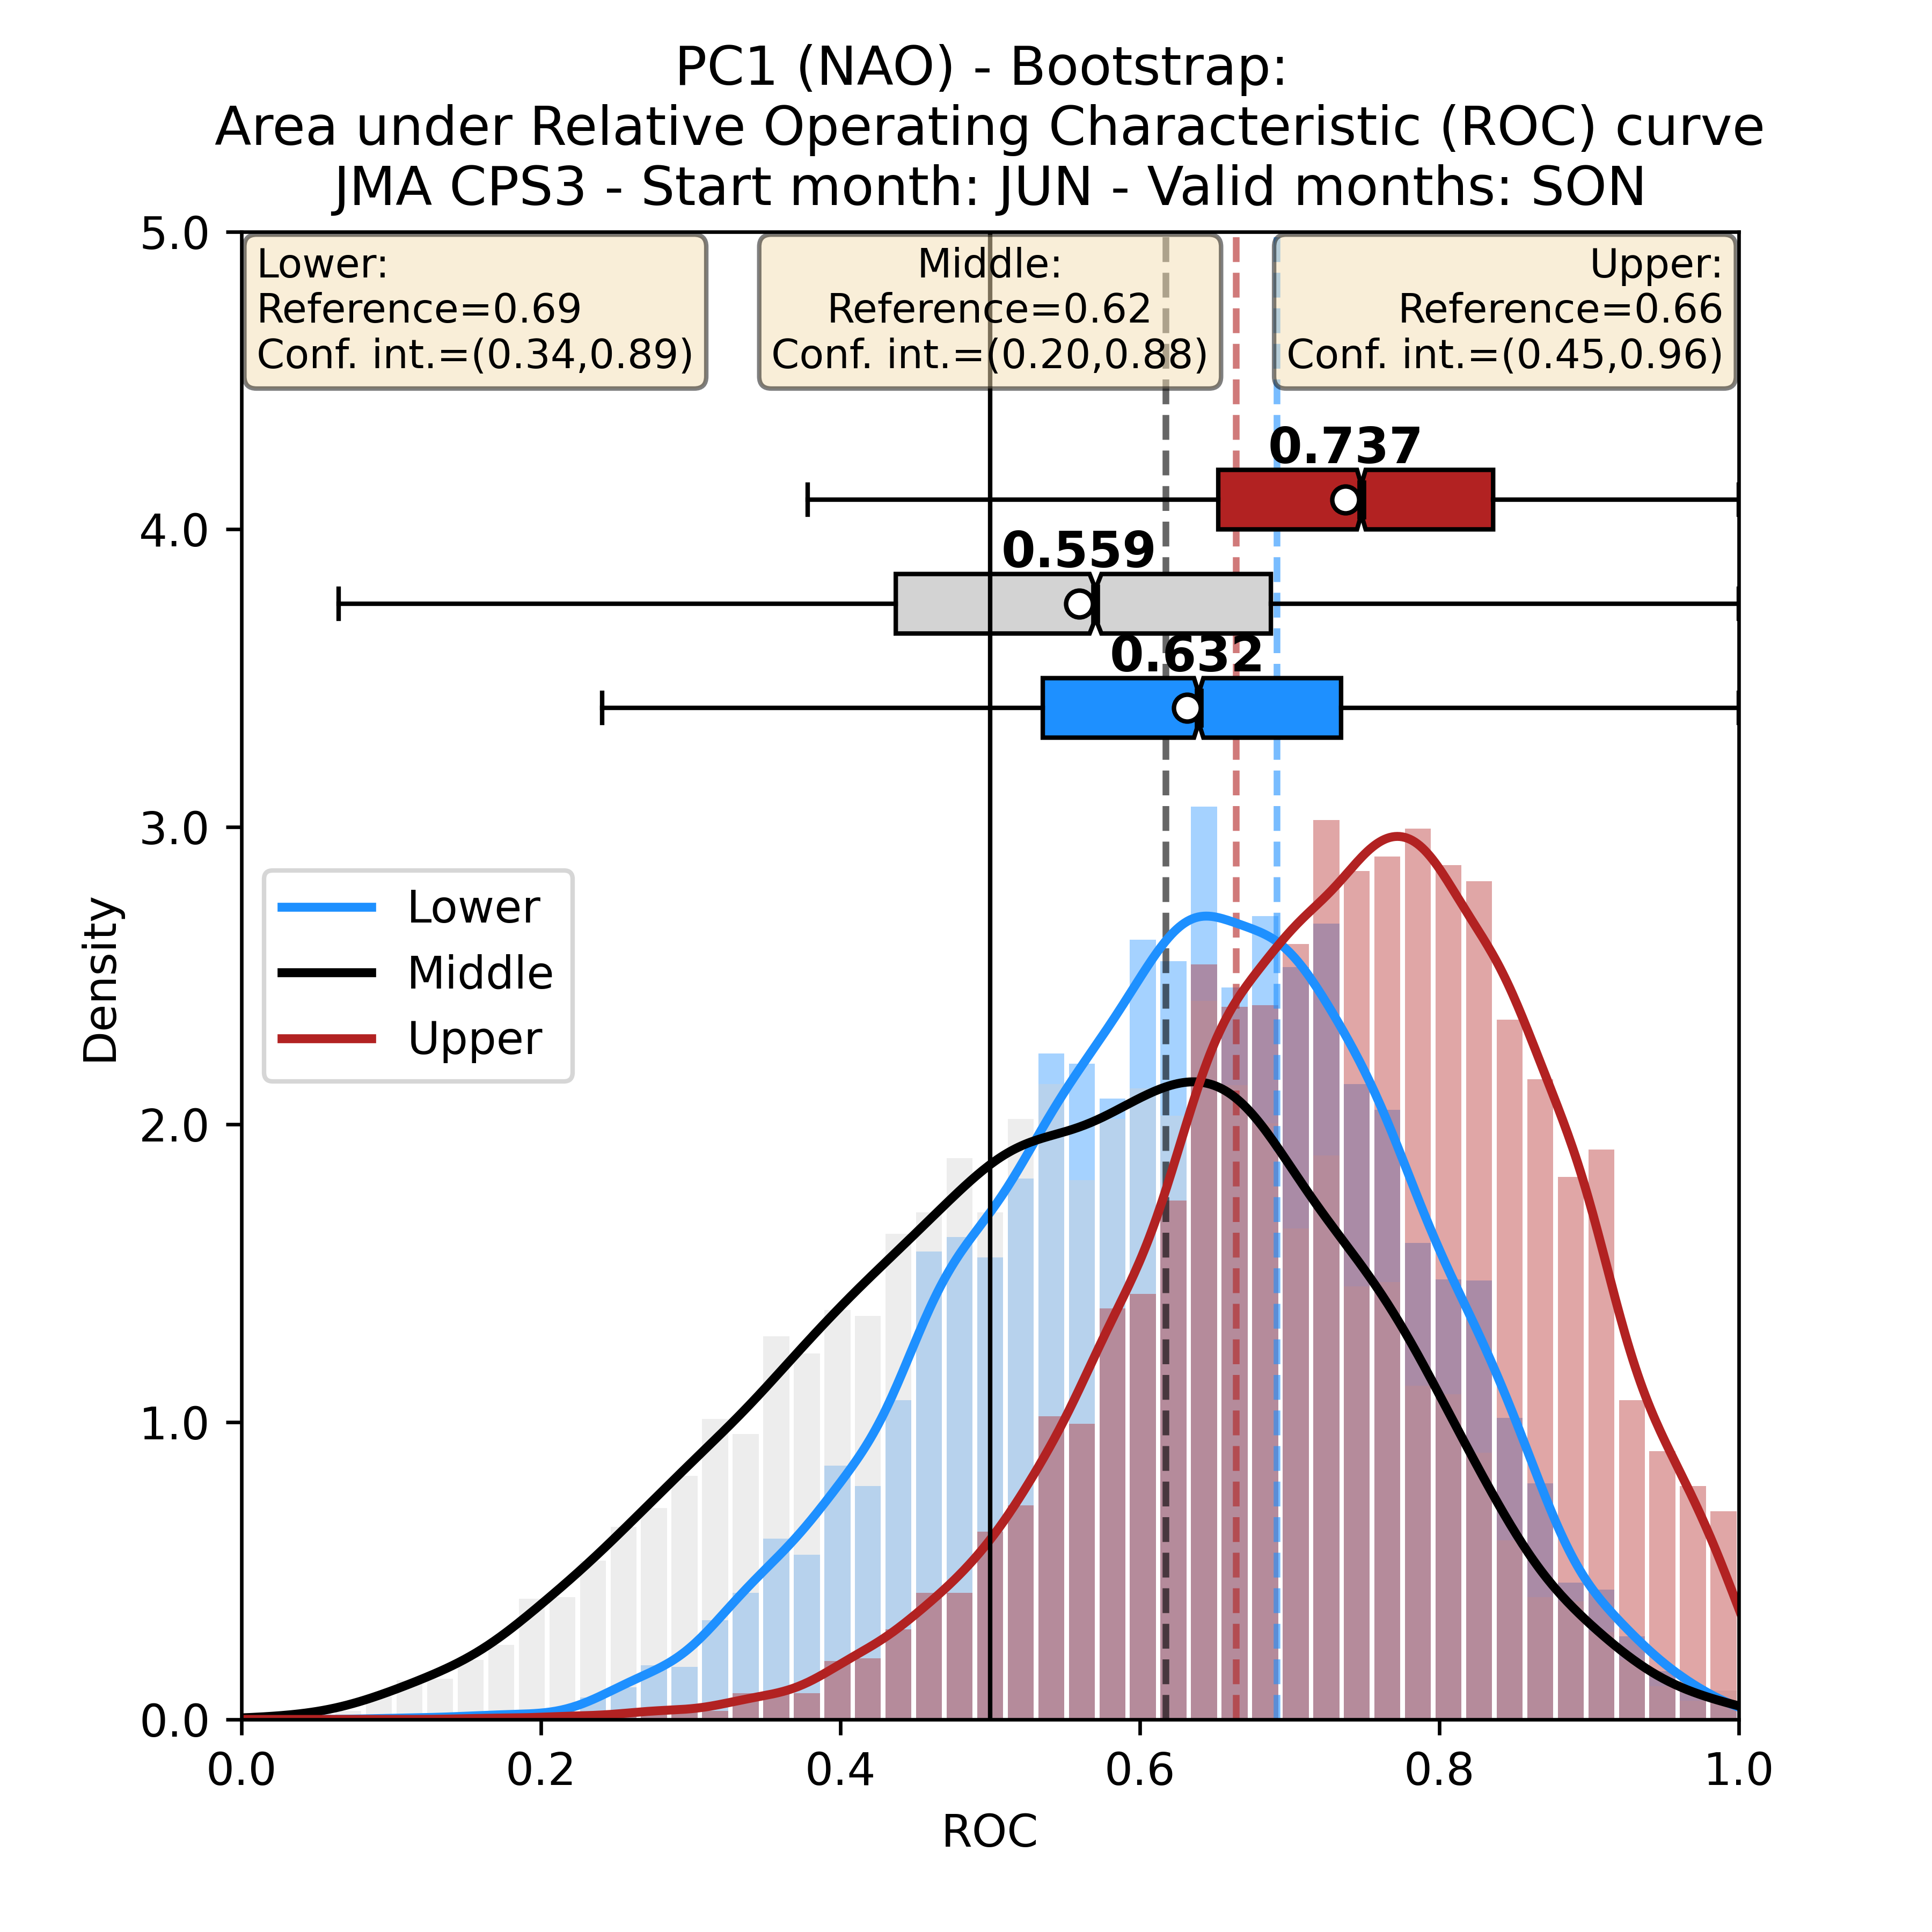 PC1 (NAO) - Bootstrap:
Area under Relative Operating Characteristic (ROC) curve
JMA CPS3 - Start month: JUN - Valid months: SON
Lower:
Reference=0.69
Conf. int.=(0.34,0.89)
Middle:
Reference=0.62
Conf. int.=(0.20,0.88)
Upper:
Reference=0.66
Conf. int.=(0.45,0.96)
0.737
0.559
0.632
Lower
Middle
Upper
Density
5.0
4.0
3.0
2.0
1.0
0.0
0.0
0.2
0.4
0.6
0.8
1.0
ROC